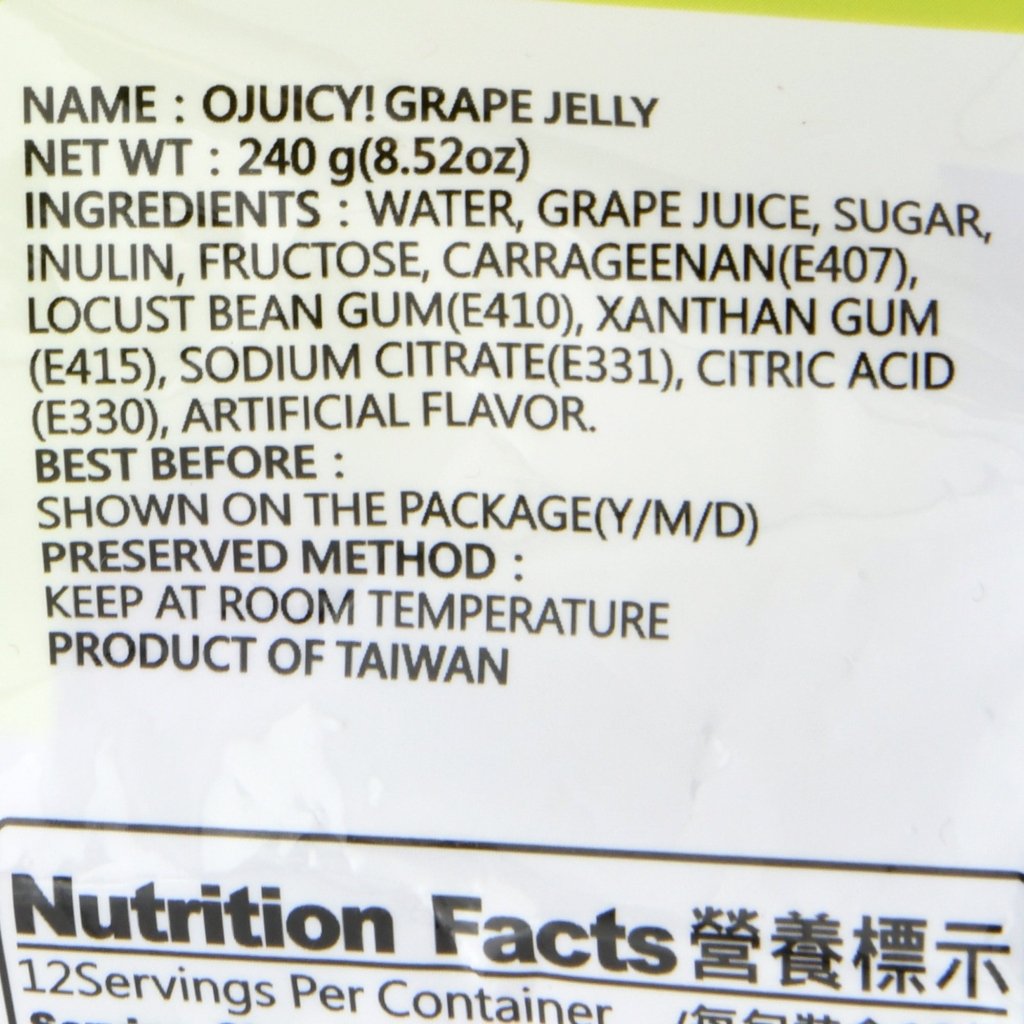 NAME : OJUICY! GRAPE JELLY
NET WT : 240 g(8.52oz)
INGREDIENTS : WATER, GRAPE JUICE, SUGAR,
INULIN, FRUCTOSE, CARRAGEENAN(E407),
LOCUST BEAN GUM(E410), XANTHAN GUM
(E415), SODIUM CITRATE(E331), CITRIC ACID
(E330), ARTIFICIAL FLAVOR.
BEST BEFORE :
SHOWN ON THE PACKAGE(Y/M/D)
PRESERVED METHOD :
KEEP AT ROOM TEMPERATURE
PRODUCT OF TAIWAN
Nutrition Facts營養標示
12Servings Per Container